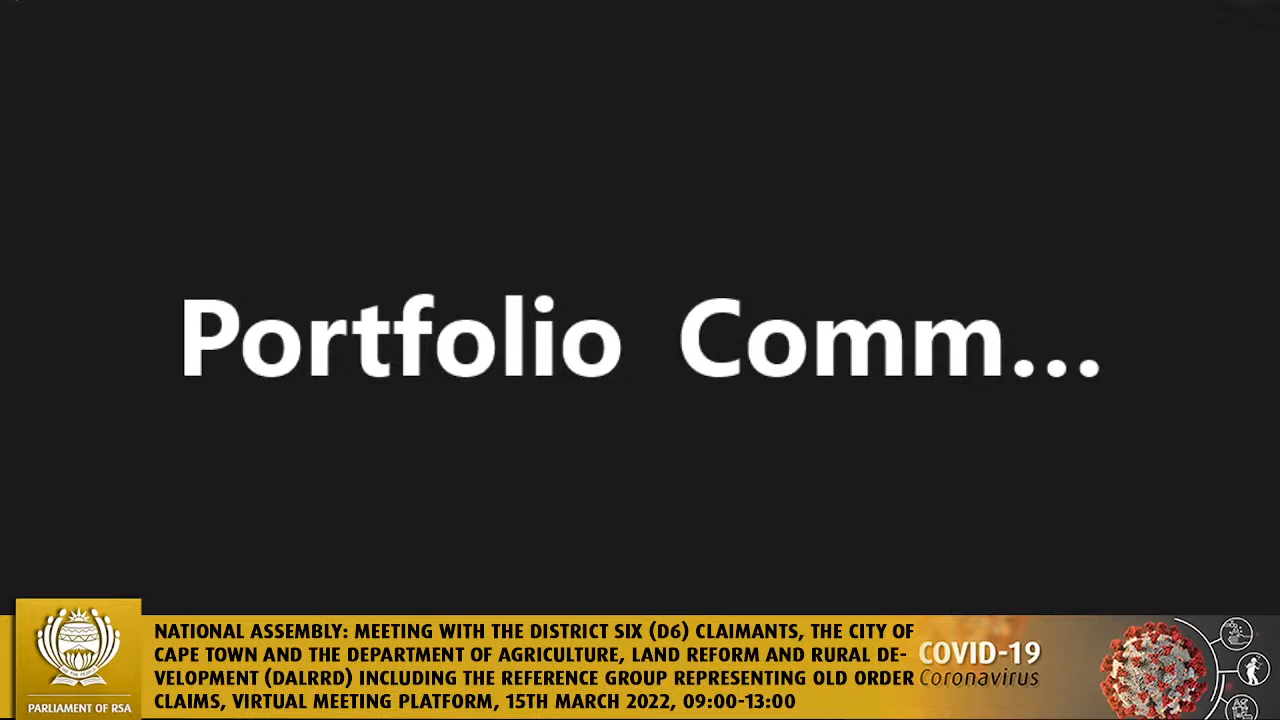 Portfolio Comm...
NATIONAL ASSEMBLY: MEETING WITH THE DISTRICT SIX (D6) CLAIMANTS, THE CITY OF
CAPE TOWN AND THE DEPARTMENT OF AGRICULTURE, LAND REFORM AND RURAL DE-
VELOPMENT (DALRRD) INCLUDING THE REFERENCE GROUP REPRESENTING OLD ORDER
CLAIMS, VIRTUAL MEETING PLATFORM, 15TH MARCH 2022, 09:00-13:00
PARLIAMENT OF RSA
COVID-19
Coronavirus